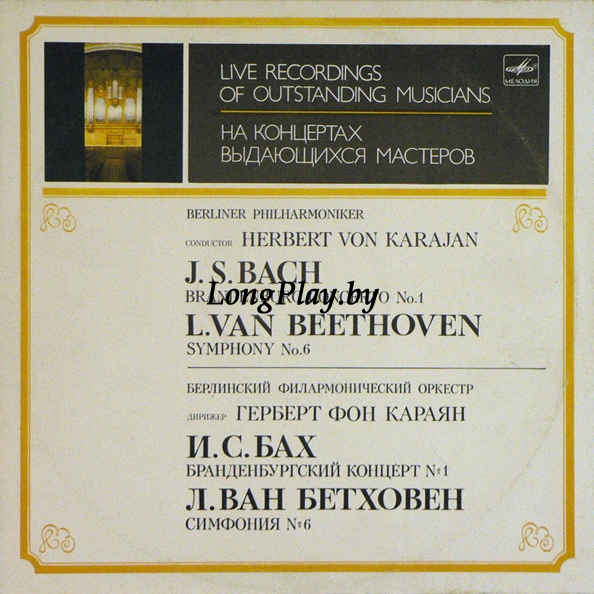 LIVE RECORDINGS
OF OUTSTANDING MUSICIANS
МЕЛОДИЯ
НА КОНЦЕРТАХ
ВЫДАЮЩИХСЯ МАСТЕРОВ
BERLINER PHILHARMONIKER
CONDUCTOR HERBERT VON KARAJAN
J. S. BACH
LongPlay.by
BRANDENBURG CONCERTO No.1
L. VAN BEETHOVEN
SYMPHONY No.6
БЕРЛИНСКИЙ ФИЛАРМОНИЧЕСКИЙ ОРКЕСТР
ДИРИЖЕР ГЕРБЕРТ ФОН КАРАЯН
И. С. БАХ
БРАНДЕНБУРГСКИЙ КОНЦЕРТ №1
Л. ВАН БЕТХОВЕН
СИМФОНИЯ №6